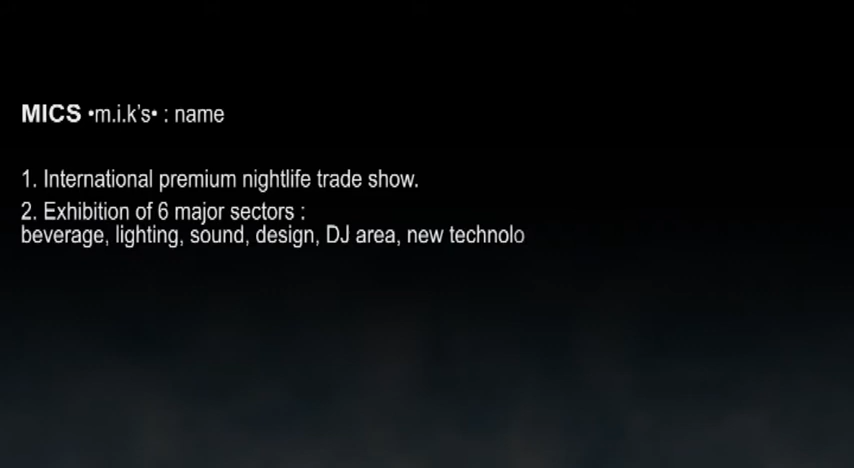 MICS •m.i.k's• : name
1. International premium nightlife trade show.
2. Exhibition of 6 major sectors :
beverage, lighting, sound, design, DJ area, new technolo